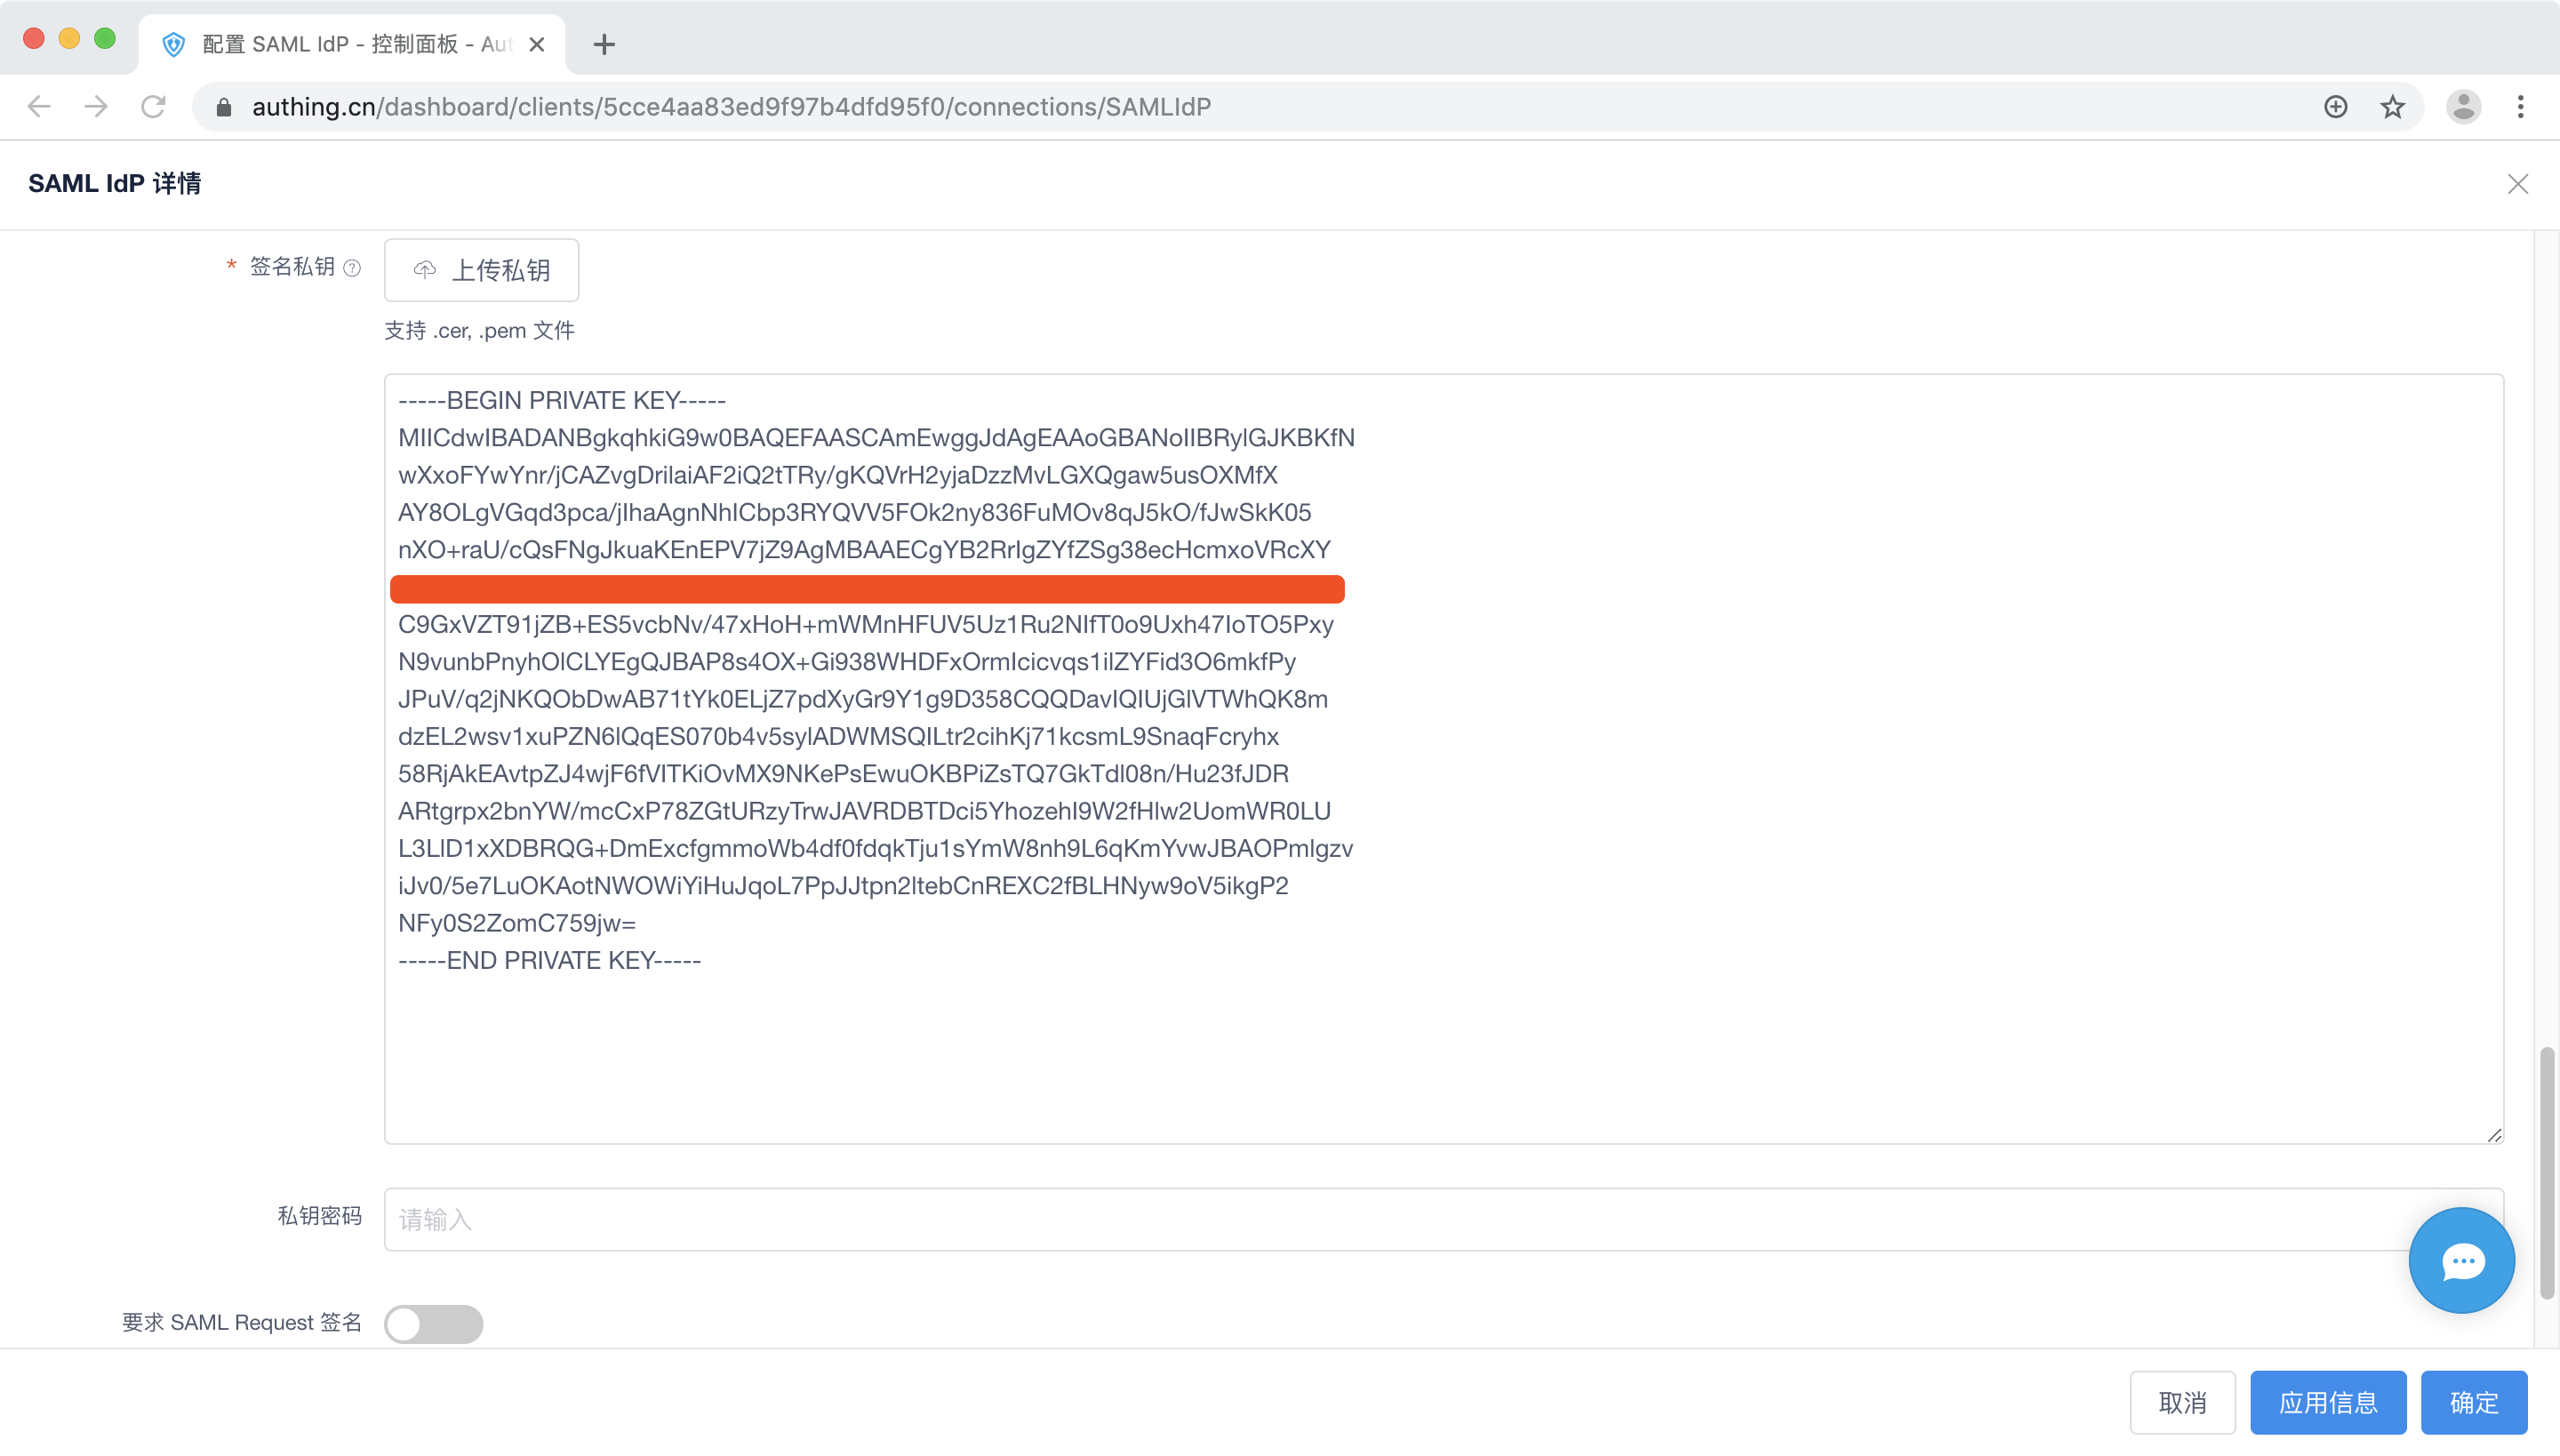 配置 SAML IdP - 控制面板 - Aut
authing.cn/dashboard/clients/5cce4aa83ed9f97b4dfd95f0/connections/SAMLIdP
SAML IdP 详情
* 签名私钥 ?
上传私钥
支持 .cer, .pem 文件
-----BEGIN PRIVATE KEY-----
MIICdwIBADANBgkqhkiG9w0BAQEFAASCAmEwggJdAgEAAoGBANoIIBRylGJKBKfN
wXxoFYwYnr/jCAZvgDrilaiAF2iQ2tTRy/gKQVrH2yjaDzzMvLGXQgaw5usOXMfX
AY8OLgVGqd3pca/jIhaAgnNhICbp3RYQVV5FOk2ny836FuMOv8qJ5kO/fJwSkK05
nXO+raU/cQsFNgJkuaKEnEPV7jZ9AgMBAAECgYB2RrIgZYfZSg38ecHcmxoVRcXY
C9GxVZT91jZB+ES5vcbNv/47xHoH+mWMnHFUV5Uz1Ru2NIfT0o9Uxh47IoTO5Pxy
N9vunbPnyhOlCLYEgQJBAP8s4OX+Gi938WHDFxOrmIcicvqs1ilZYFid3O6mkfPy
JPuV/q2jNKQObDwAB71tYk0ELjZ7pdXyGr9Y1g9D358CQQDavIQIUjGlVTWhQK8m
dzEL2wsv1xuPZN6lQqES070b4v5sylADWMSQILtr2cihKj71kcsmL9SnaqFcryhx
58RjAkEAvtpZJ4wjF6fVITKiOvMX9NKePsEwuOKBPiZsTQ7GkTdl08n/Hu23fJDR
ARtgrpx2bnYW/mcCxP78ZGtURzyTrwJAVRDBTDci5YhozehI9W2fHlw2UomWR0LU
L3LlD1xXDBRQG+DmExcfgmmoWb4df0fdqkTju1sYmW8nh9L6qKmYvwJBAOPmlgzv
iJv0/5e7LuOKAotNWOWiYiHuJqoL7PpJJtpn2ltebCnREXC2fBLHNyw9oV5ikgP2
NFy0S2ZomC759jw=
-----END PRIVATE KEY-----
私钥密码
请输入
要求 SAML Request 签名
取消
应用信息
确定